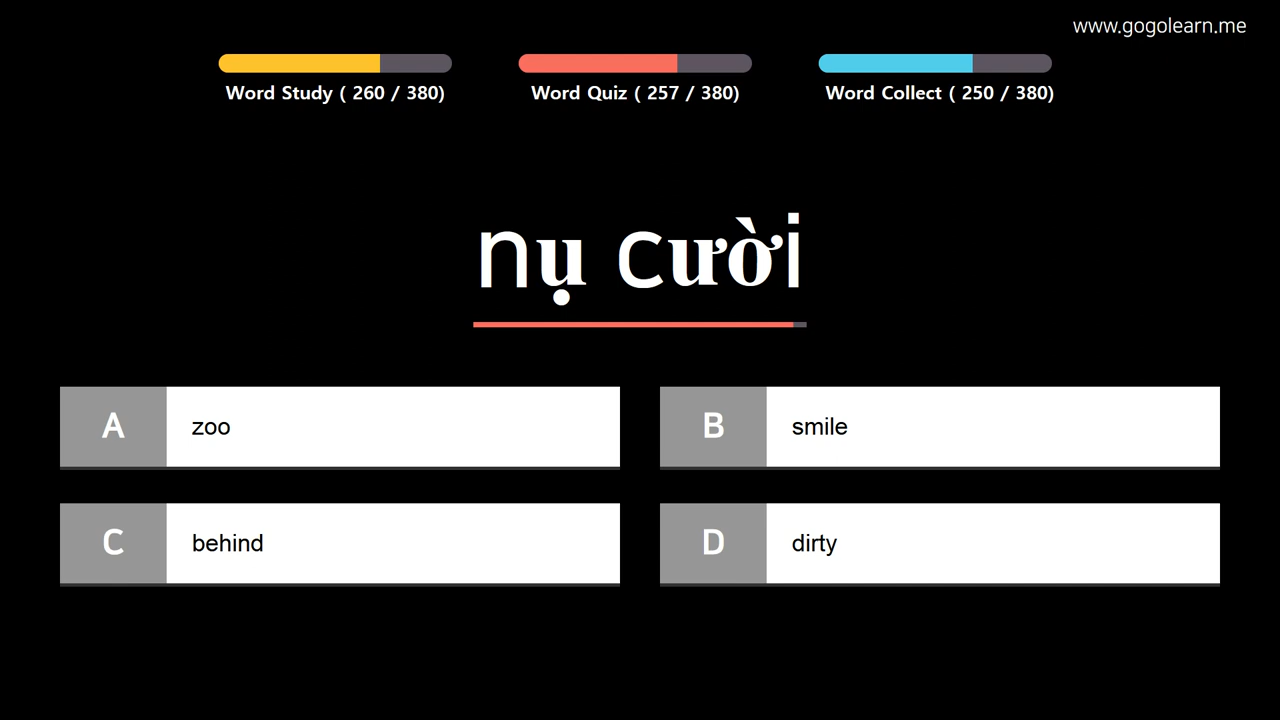 www.gogolearn.me
Word Study ( 260 / 380)
Word Quiz ( 257 / 380)
Word Collect ( 250 / 380)
nụ cười
A zoo
B smile
C behind
D dirty